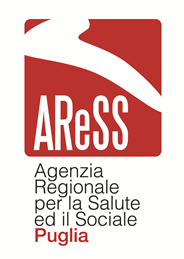 AReSS
Agenzia
Regionale
per la Salute
ed il Sociale
Puglia